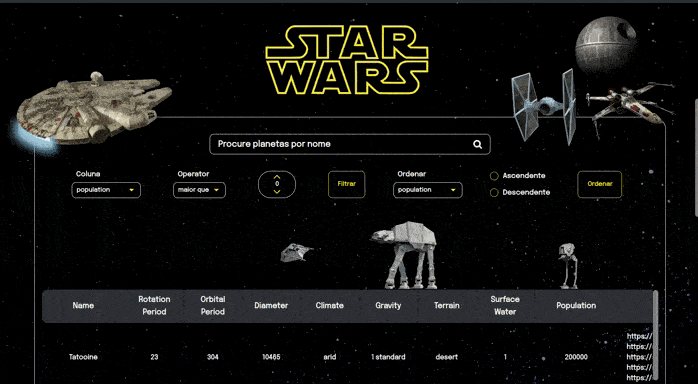 STAR
WARS
Procure planetas por nome
Coluna
Operator
Ordenar
population
maior que
0
Filtrar
population
Ascendente
Descendente
Ordenar
Name
Rotation
Period
Orbital
Period
Diameter
Climate
Gravity
Terrain
Surface
Water
Population
Tatooine
23
304
10465
arid
1 standard
desert
1
200000
https://
https://
https://
https://
https://